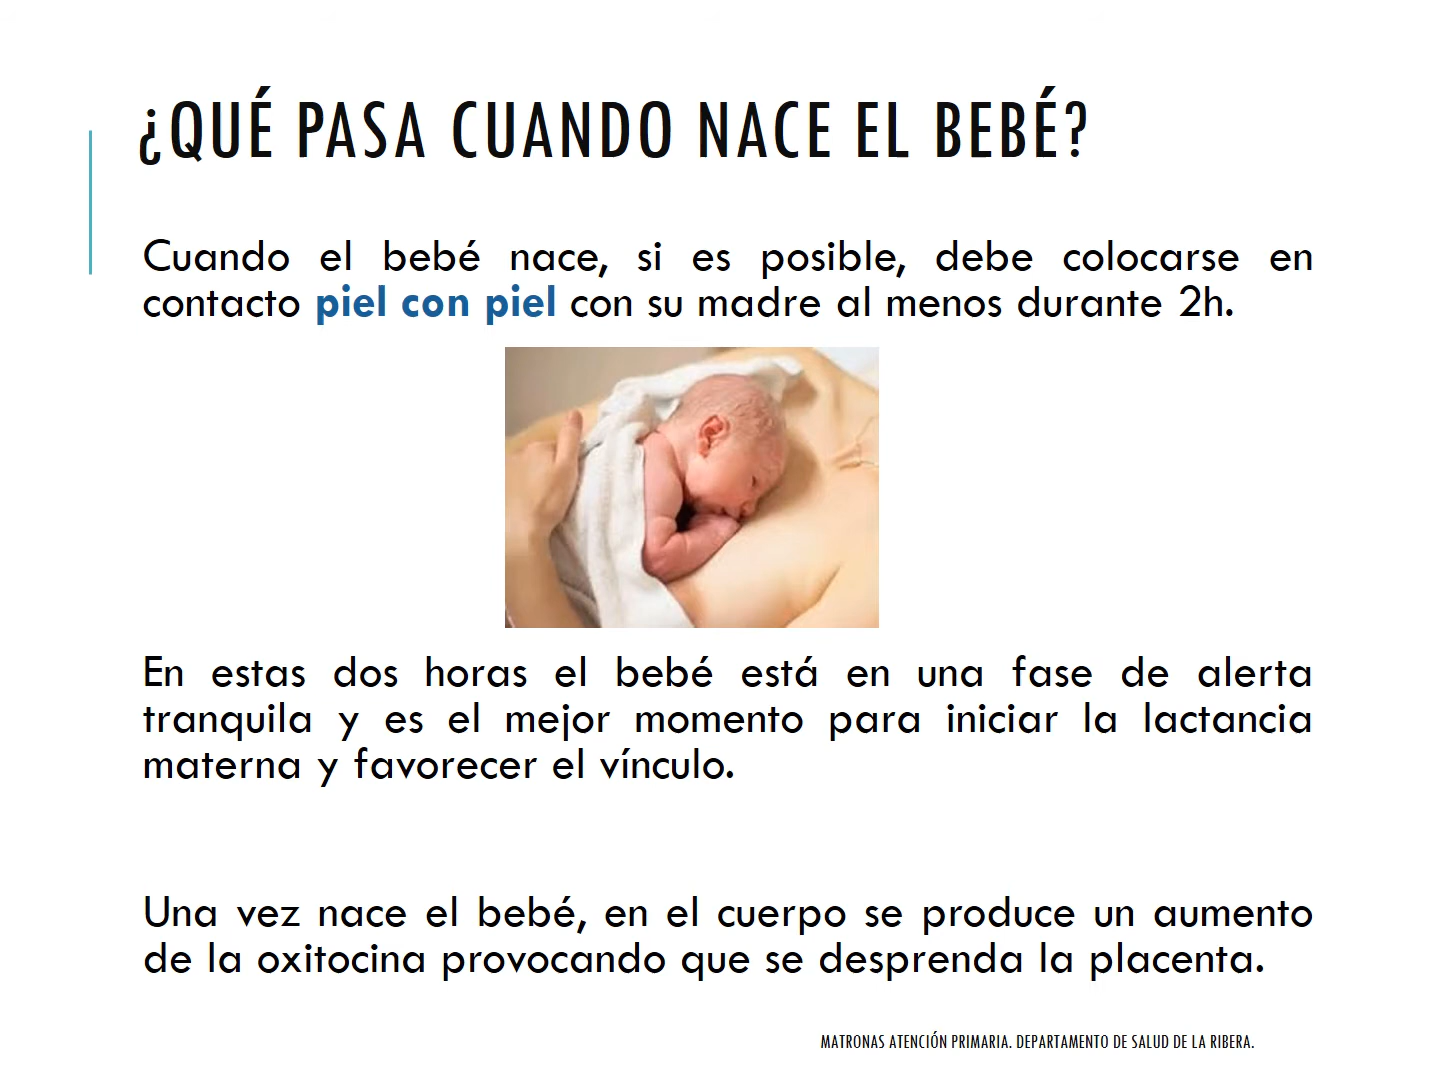 ¿QUÉ PASA CUANDO NACE EL BEBÉ?
Cuando el bebé nace, si es posible, debe colocarse en
contacto piel con piel con su madre al menos durante 2h.
En estas dos horas el bebé está en una fase de alerta
tranquila y es el mejor momento para iniciar la lactancia
materna y favorecer el vínculo.
Una vez nace el bebé, en el cuerpo se produce un aumento
de la oxitocina provocando que se desprenda la placenta.
MATRONAS ATENCIÓN PRIMARIA. DEPARTAMENTO DE SALUD DE LA RIBERA.